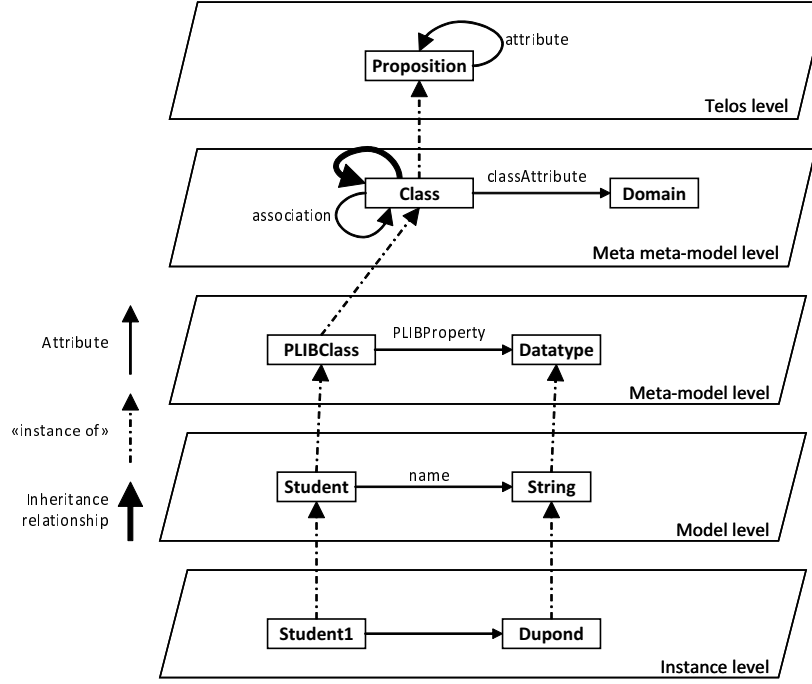 attribute
Proposition
Telos level
classAttribute
Class
Domain
association
Meta meta-model level
PLIBProperty
Attribute
PLIBClass
Datatype
Meta-model level
«instance of»
name
Student
String
Inheritance
relationship
Model level
Student1
Dupond
Instance level